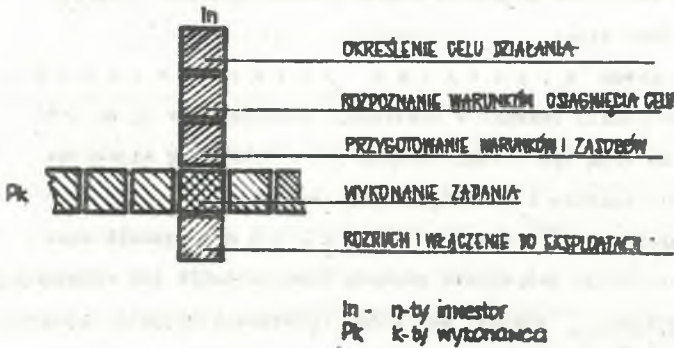 In
OKREŚLENIE CELU DZIAŁANIA
ROZPOZNANIE WARUNKÓW OSIĄGNIĘCIA CELU
PRZYGOTOWANIE WARUNKÓW I ZASOBÓW
Pk WYKONANIE ZADANIA
ROZRUCH I WŁĄCZENIE DO EKSPLOATACJI
In - n-ty inwestor
Pk k-ty wykonawca